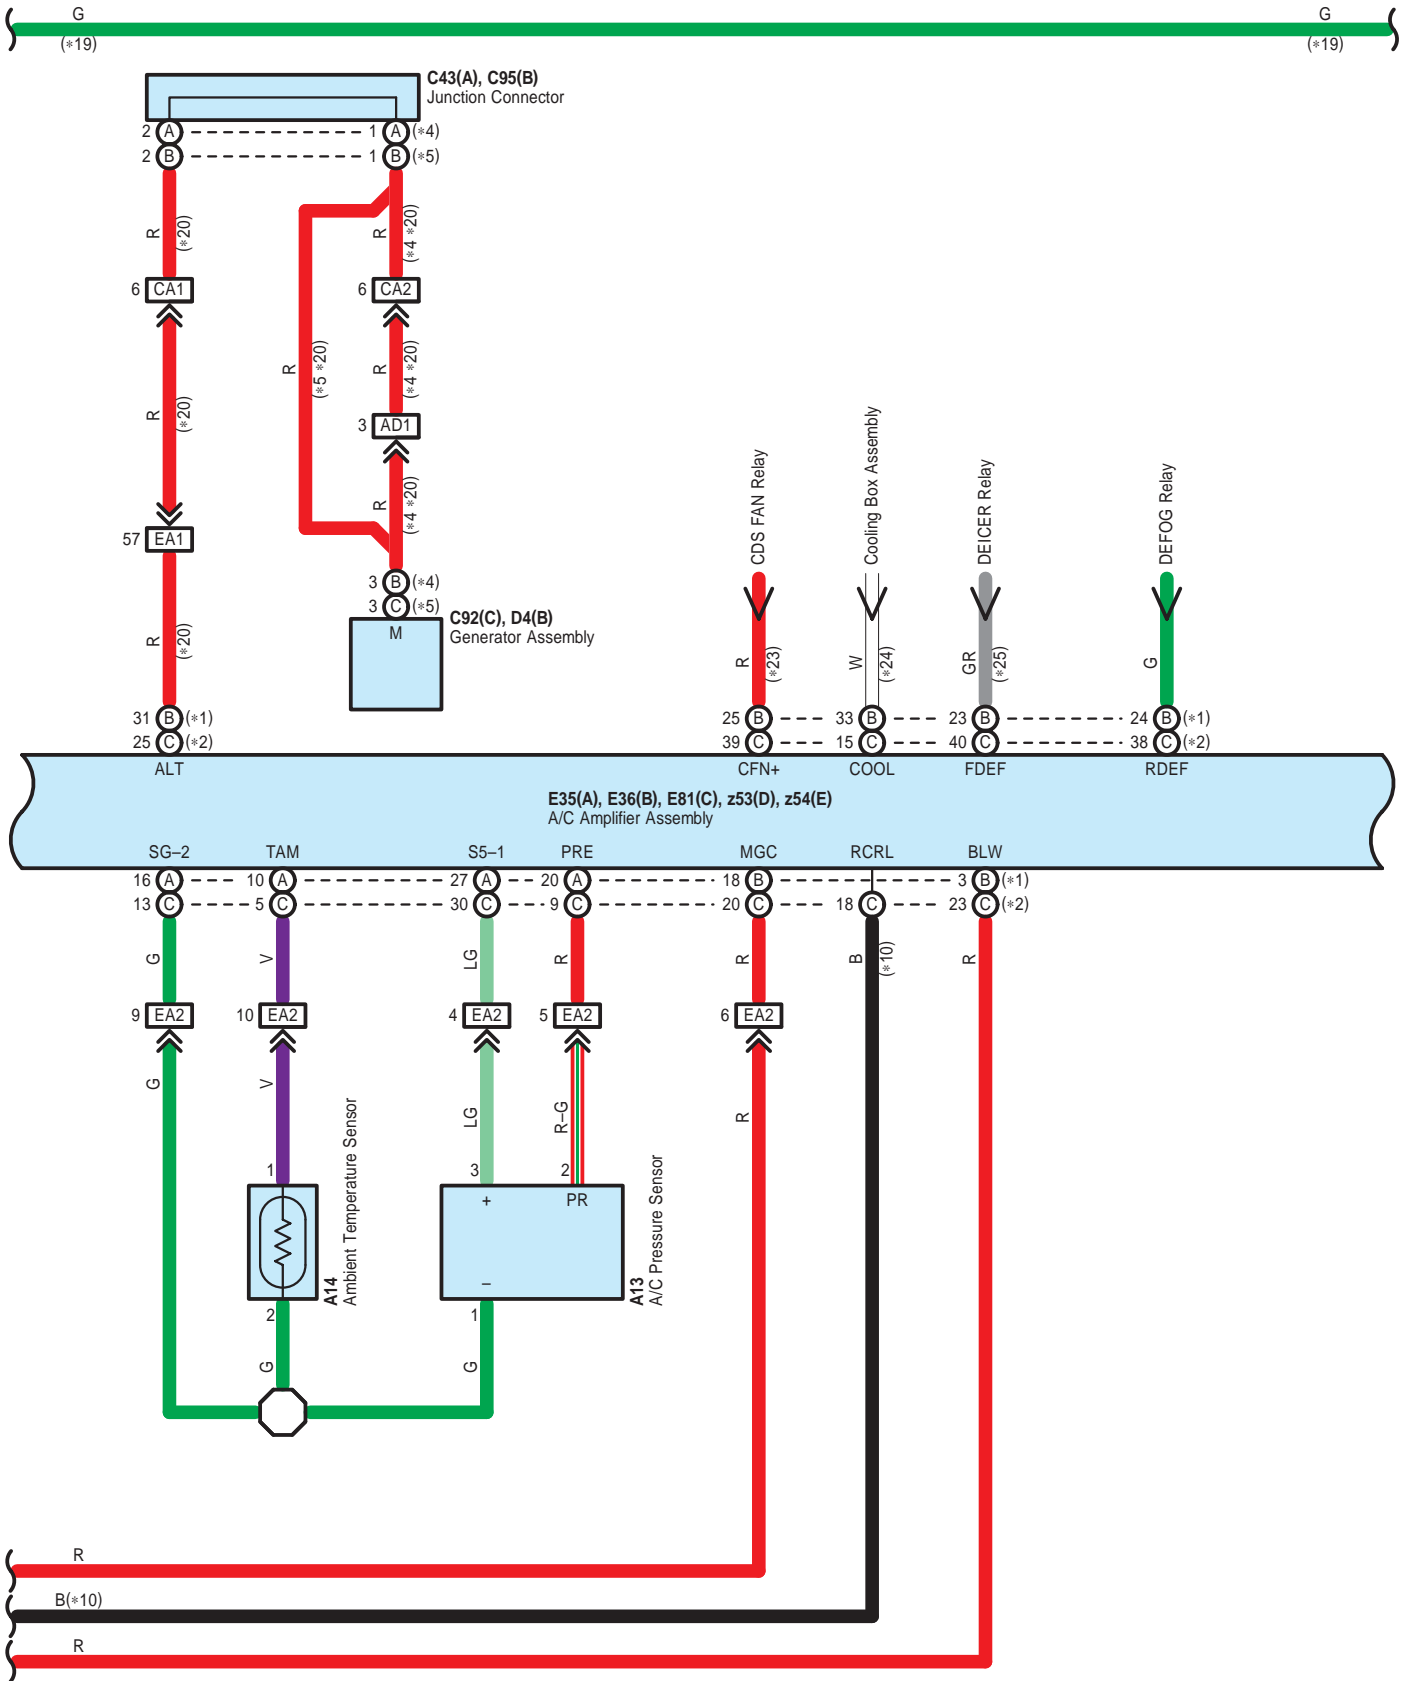 G G
(*19) (*19)
C43(A), C95(B)
Junction Connector
2 A 1 A (*4)
2 B 1 B (*5)
R (*20) R (*4 *20)
6 CA1 6 CA2
R (*5 *20) R (*4 *20)
R (*20)
3 AD1
R (*4 *20)
57 EA1
CDS FAN Relay
Cooling Box Assembly
DEICER Relay
DEFOG Relay
3 B (*4)
3 C (*5)
C92(C), D4(B)
Generator Assembly
M
R (*20) R (*23) W (*24) GR (*25) G
31 B (*1) 25 B 33 B 23 B 24 B (*1)
25 C (*2) 39 C 15 C 40 C 38 C (*2)
ALT CFN+ COOL FDEF RDEF
E35(A), E36(B), E81(C), z53(D), z54(E)
A/C Amplifier Assembly
SG–2 TAM S5–1 PRE MGC RCRL BLW
16 A 10 A 27 A 20 A 18 B 3 B (*1)
13 C 5 C 30 C 9 C 20 C 18 C 23 C (*2)
G V LG R R B (*10) R
9 EA2 10 EA2 4 EA2 5 EA2 6 EA2
G V LG R–G R
1 3 2
+ PR
–
A14
Ambient Temperature Sensor
A13
A/C Pressure Sensor
2 1
G G
R
B(*10)
R